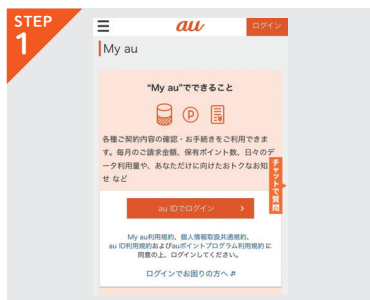 STEP
1
au
ログイン
My au
“My au”でできること
P
各種ご契約内容の確認・お手続きをご利用できま
す。毎月のご請求金額、保有ポイント数、日々のデ
ータ利用量や、あなただけに向けたおトクなお知ら
せ など
チャットで質問
au IDでログイン
My au利用規約、個人情報取扱共通規約、
au ID利用規約およびauポイントプログラム利用規約 に
同意の上、ログインしてください。
ログインでお困りの方へ